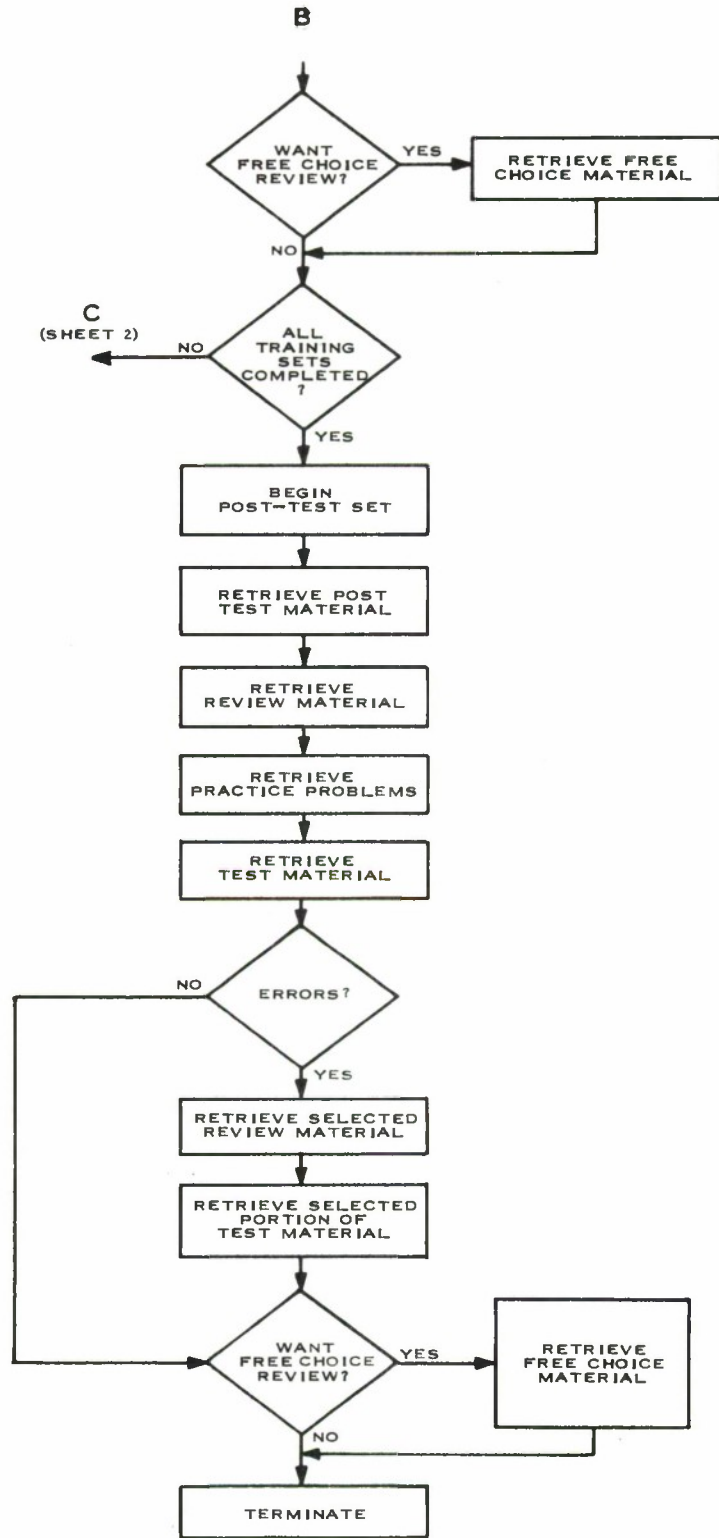 B
WANT
FREE CHOICE
REVIEW?
YES
RETRIEVE FREE
CHOICE MATERIAL
NO
C
(SHEET 2)
NO
ALL
TRAINING
SETS
COMPLETED
?
YES
BEGIN
POST-TEST SET
RETRIEVE POST
TEST MATERIAL
RETRIEVE
REVIEW MATERIAL
RETRIEVE
PRACTICE PROBLEMS
RETRIEVE
TEST MATERIAL
NO
ERRORS?
YES
RETRIEVE SELECTED
REVIEW MATERIAL
RETRIEVE SELECTED
PORTION OF
TEST MATERIAL
WANT
FREE CHOICE
REVIEW?
YES
RETRIEVE
FREE CHOICE
MATERIAL
NO
TERMINATE